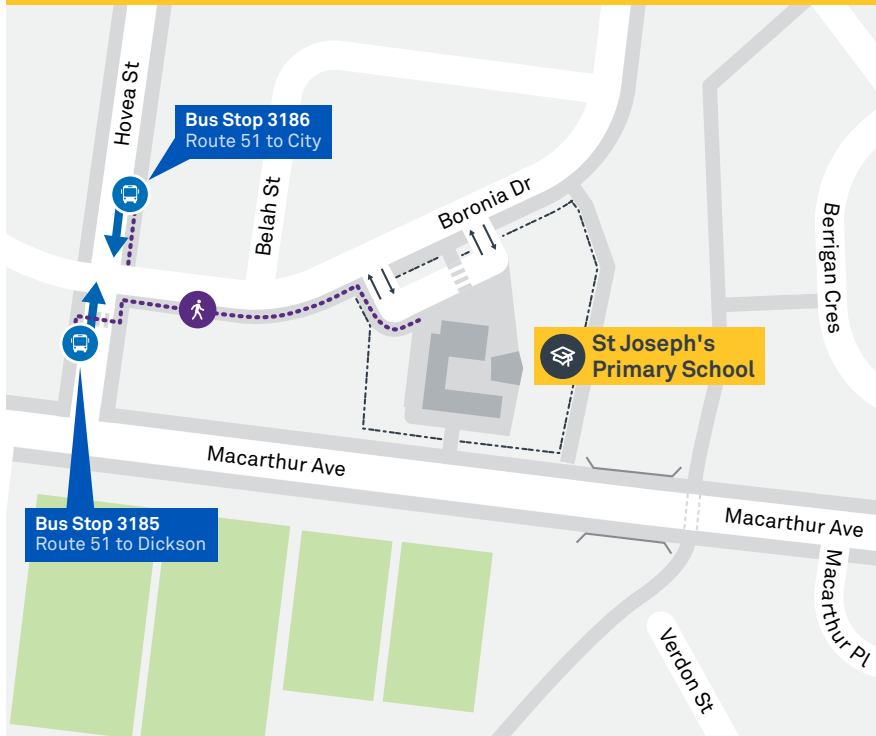 Hovea St
Bus Stop 3186
Route 51 to City
Belah St
Boronia Dr
Berrigan Cres
St Joseph's
Primary School
Macarthur Ave
Bus Stop 3185
Route 51 to Dickson
Macarthur Ave
Macarthur Pl
Verdon St